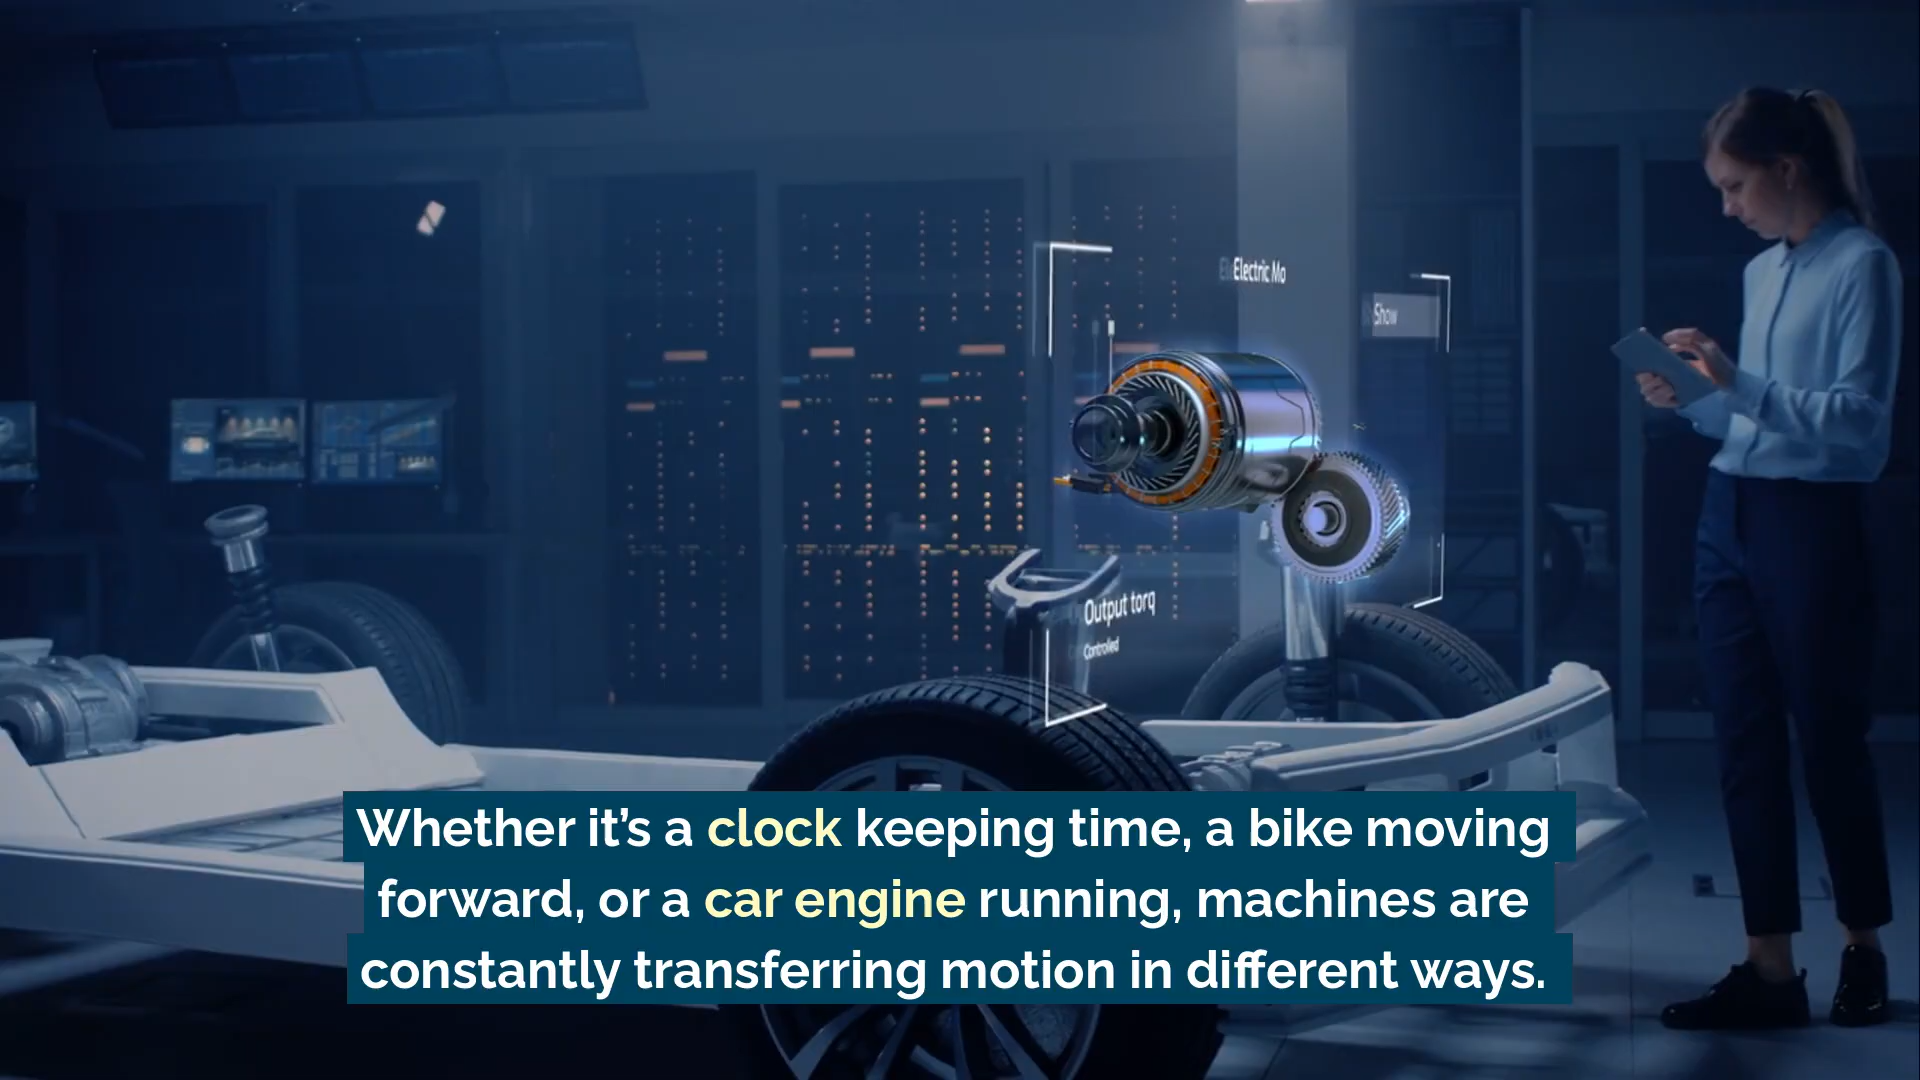 Electric Mo
Show
Output torq
Controlled
Whether it's a clock keeping time, a bike moving
forward, or a car engine running, machines are
constantly transferring motion in different ways.